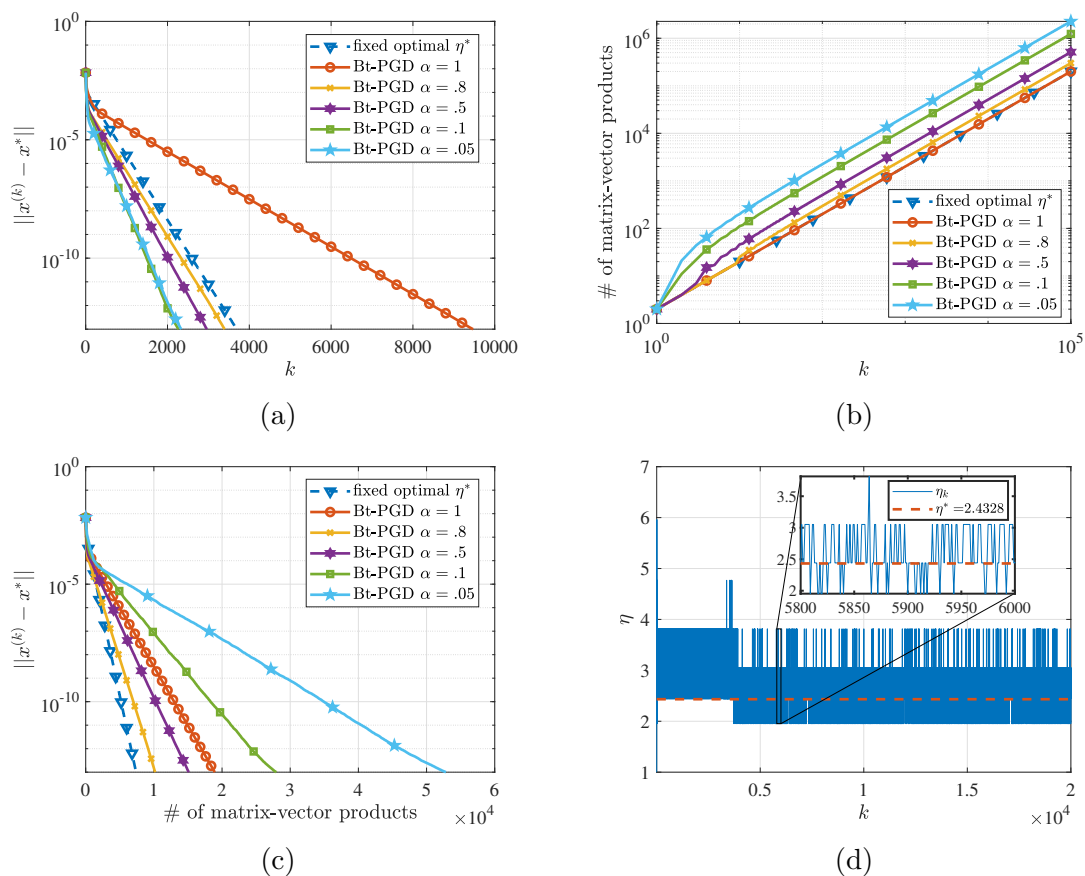 10^0
10^-5
10^-10
||x^(k) − x*||
0 2000 4000 6000 8000 10000
k
fixed optimal η*
Bt-PGD α = 1
Bt-PGD α = .8
Bt-PGD α = .5
Bt-PGD α = .1
Bt-PGD α = .05
(a)
10^6
10^4
10^2
10^0
# of matrix-vector products
10^0 10^5
k
fixed optimal η*
Bt-PGD α = 1
Bt-PGD α = .8
Bt-PGD α = .5
Bt-PGD α = .1
Bt-PGD α = .05
(b)
10^0
10^-5
10^-10
||x^(k) − x*||
0 1 2 3 4 5 6
# of matrix-vector products
×10^4
fixed optimal η*
Bt-PGD α = 1
Bt-PGD α = .8
Bt-PGD α = .5
Bt-PGD α = .1
Bt-PGD α = .05
(c)
7
6
5
4
3
2
1
η
3.5
3
2.5
2
5800 5850 5900 5950 6000
η_k
η* =2.4328
0.5 1 1.5 2
k
×10^4
(d)